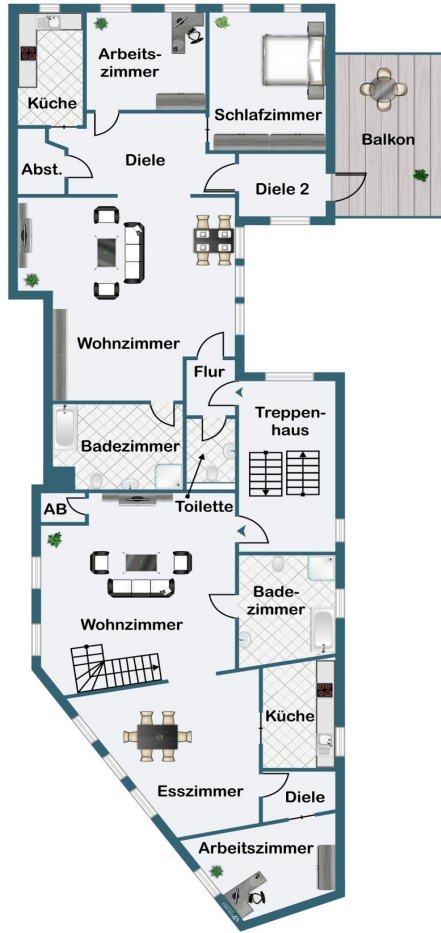 Arbeits-
zimmer
Küche
Schlafzimmer
Balkon
Diele
Abst.
Diele 2
Wohnzimmer
Flur
Treppen-
haus
Badezimmer
Toilette
AB
Bade-
zimmer
Wohnzimmer
Küche
Esszimmer
Diele
Arbeitszimmer